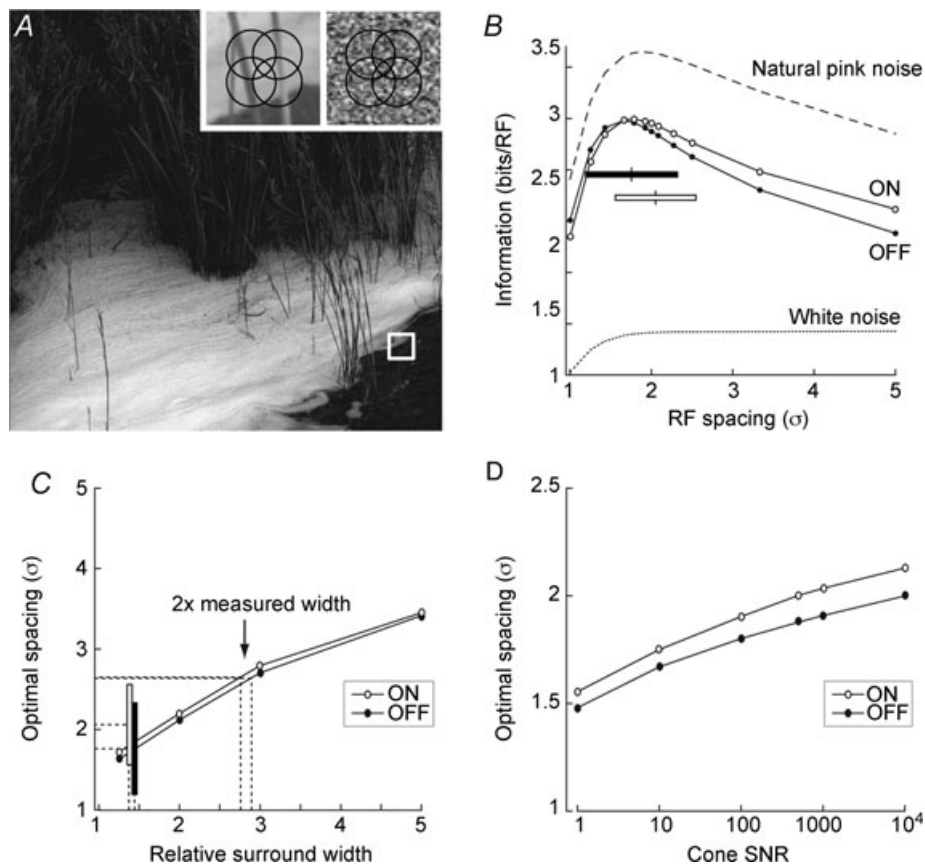 A
B
3.5
3
2.5
2
1.5
1
Information (bits/RF)
Natural pink noise
ON
OFF
White noise
1
2
3
4
5
RF spacing (σ)
C
5
4
3
2
1
Optimal spacing (σ)
2x measured width
ON
OFF
1
2
3
4
5
Relative surround width
D
2.5
2
1.5
1
Optimal spacing (σ)
ON
OFF
1
10
100
1000
10⁴
Cone SNR